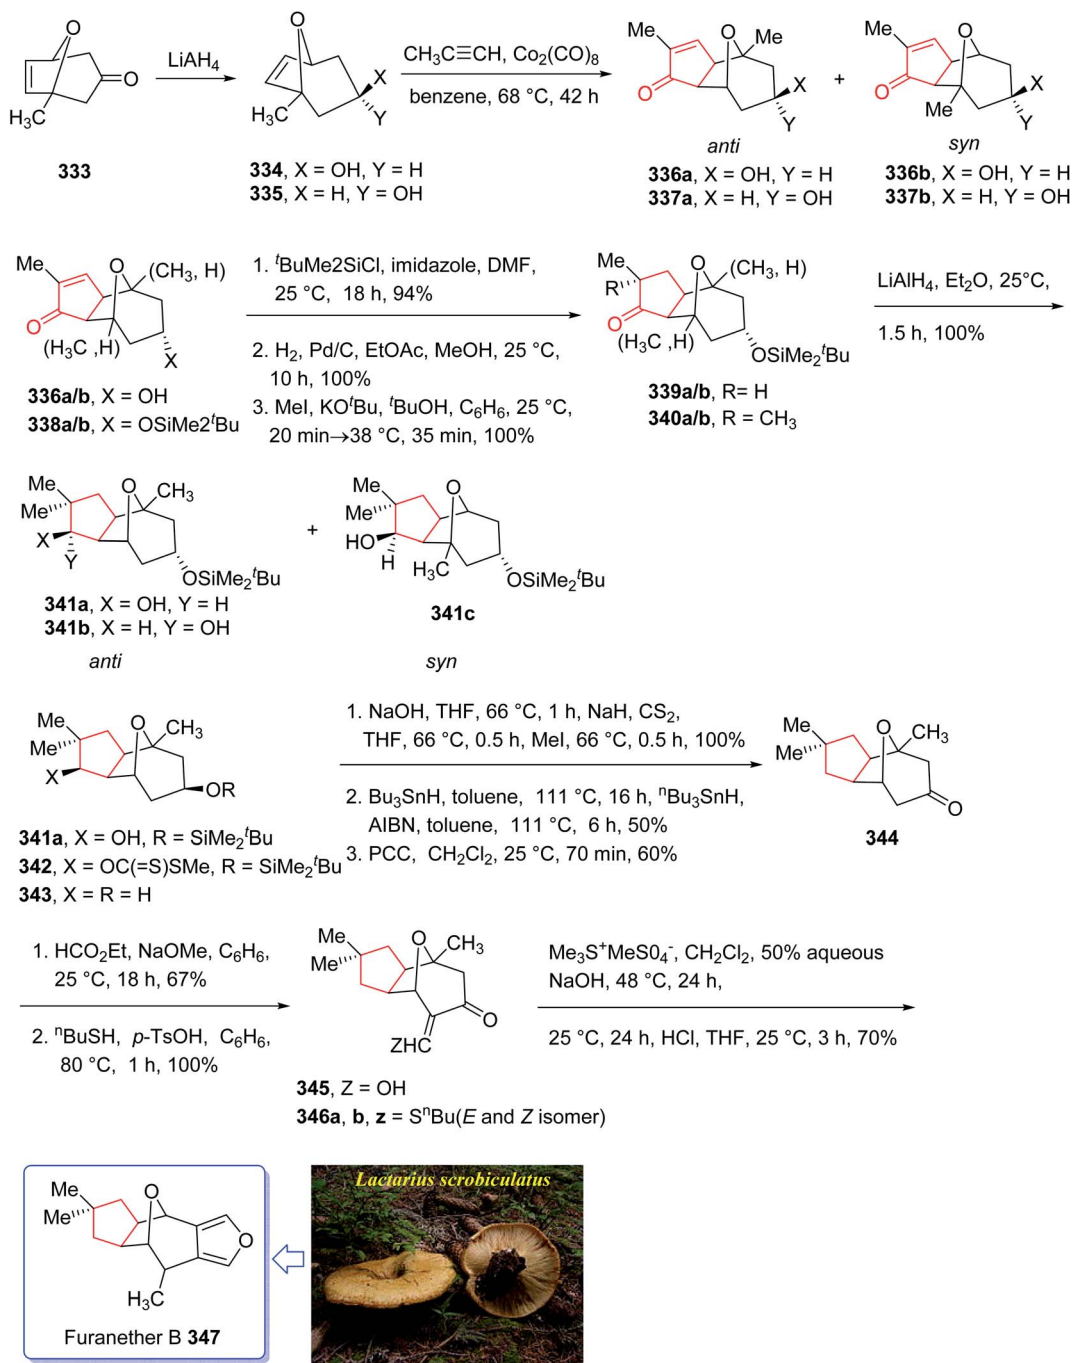 O
O
H₃C
333
LiAH₄
O
H₃C
X
Y
334, X = OH, Y = H
335, X = H, Y = OH
CH₃C≡CH, Co₂(CO)₈
benzene, 68 °C, 42 h
Me
O
Me
O
X
Y
anti
336a, X = OH, Y = H
337a, X = H, Y = OH
+
Me
O
O
Me
X
Y
syn
336b, X = OH, Y = H
337b, X = H, Y = OH
Me
O
(CH₃, H)
O
(H₃C ,H)
X
336a/b, X = OH
338a/b, X = OSiMe2ᵗBu
1. ᵗBuMe2SiCl, imidazole, DMF,
25 °C, 18 h, 94%
2. H₂, Pd/C, EtOAc, MeOH, 25 °C,
10 h, 100%
3. MeI, KOᵗBu, ᵗBuOH, C₆H₆, 25 °C,
20 min→38 °C, 35 min, 100%
Me
R
O
(CH₃, H)
O
(H₃C ,H)
OSiMe₂ᵗBu
339a/b, R= H
340a/b, R = CH₃
LiAlH₄, Et₂O, 25°C,
1.5 h, 100%
Me
Me
O
CH₃
X
Y
OSiMe₂ᵗBu
341a, X = OH, Y = H
341b, X = H, Y = OH
anti
+
Me
Me
O
HO
H
H₃C
OSiMe₂ᵗBu
341c
syn
Me
Me
O
CH₃
X
OR
341a, X = OH, R = SiMe₂ᵗBu
342, X = OC(=S)SMe, R = SiMe₂ᵗBu
343, X = R = H
1. NaOH, THF, 66 °C, 1 h, NaH, CS₂,
THF, 66 °C, 0.5 h, MeI, 66 °C, 0.5 h, 100%
2. Bu₃SnH, toluene, 111 °C, 16 h, ⁿBu₃SnH,
AIBN, toluene, 111 °C, 6 h, 50%
3. PCC, CH₂Cl₂, 25 °C, 70 min, 60%
Me
Me
O
CH₃
O
344
1. HCO₂Et, NaOMe, C₆H₆,
25 °C, 18 h, 67%
2. ⁿBuSH, p-TsOH, C₆H₆,
80 °C, 1 h, 100%
Me
Me
O
CH₃
O
ZHC
345, Z = OH
346a, b, z = SⁿBu(E and Z isomer)
Me₃S⁺MeS0₄⁻, CH₂Cl₂, 50% aqueous
NaOH, 48 °C, 24 h,
25 °C, 24 h, HCl, THF, 25 °C, 3 h, 70%
Me
Me
O
O
H₃C
Furanether B 347
Lactarius scrobiculatus